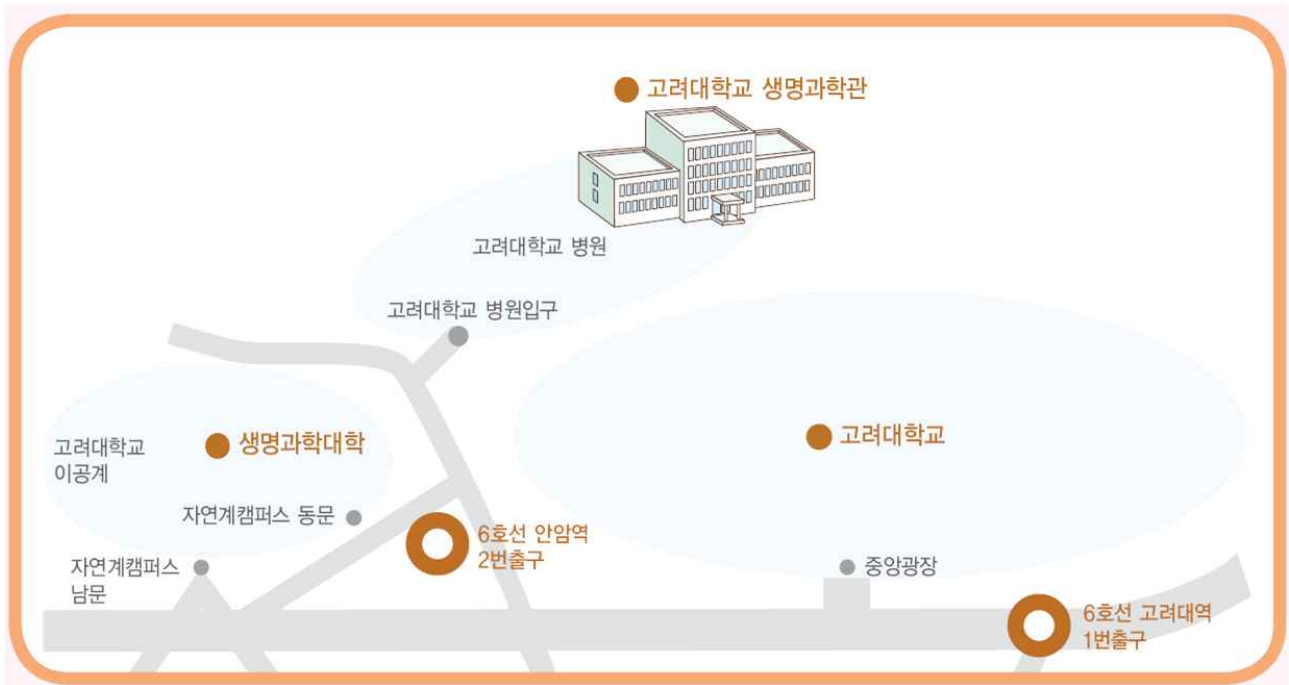 고려대학교 생명과학관
고려대학교 병원
고려대학교 병원입구
고려대학교
이공계
생명과학대학
고려대학교
자연계캠퍼스 동문
6호선 안암역
2번출구
자연계캠퍼스
남문
중앙광장
6호선 고려대역
1번출구